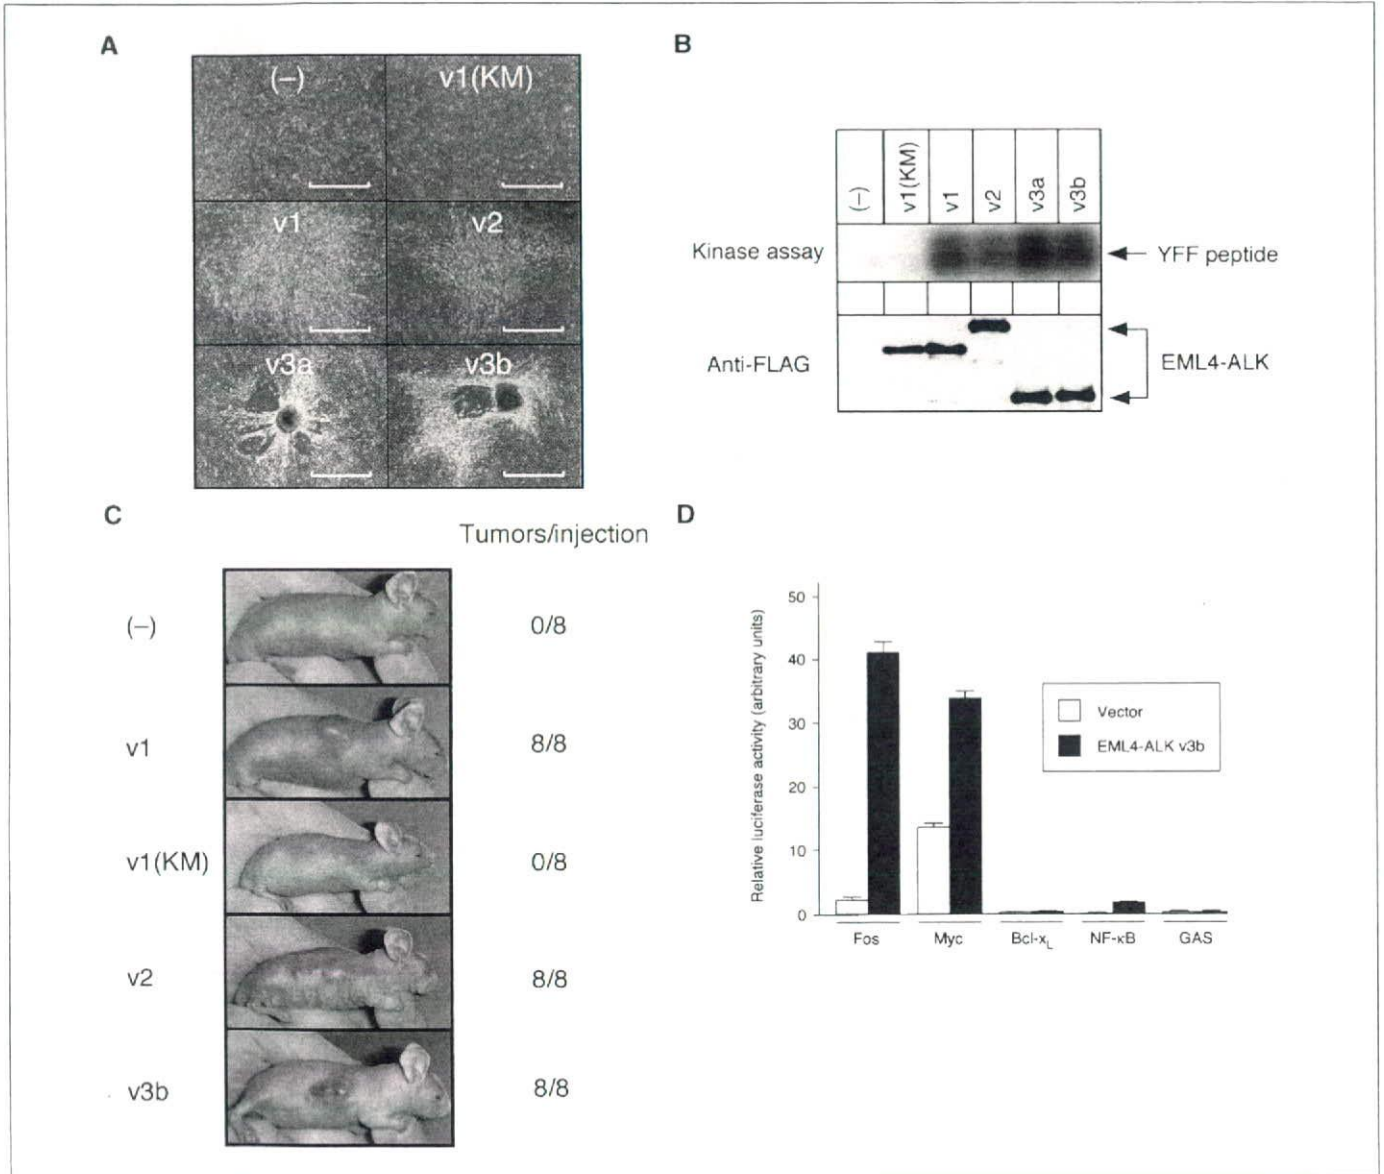 A
(–)
v1(KM)
v1
v2
v3a
v3b
B
(–)
v1(KM)
v1
v2
v3a
v3b
Kinase assay
YFF peptide
Anti-FLAG
EML4-ALK
C
Tumors/injection
(–)
0/8
v1
8/8
v1(KM)
0/8
v2
8/8
v3b
8/8
D
Relative luciferase activity (arbitrary units)
50
40
30
20
10
0
Vector
EML4-ALK v3b
Fos
Myc
Bcl-xL
NF-κB
GAS